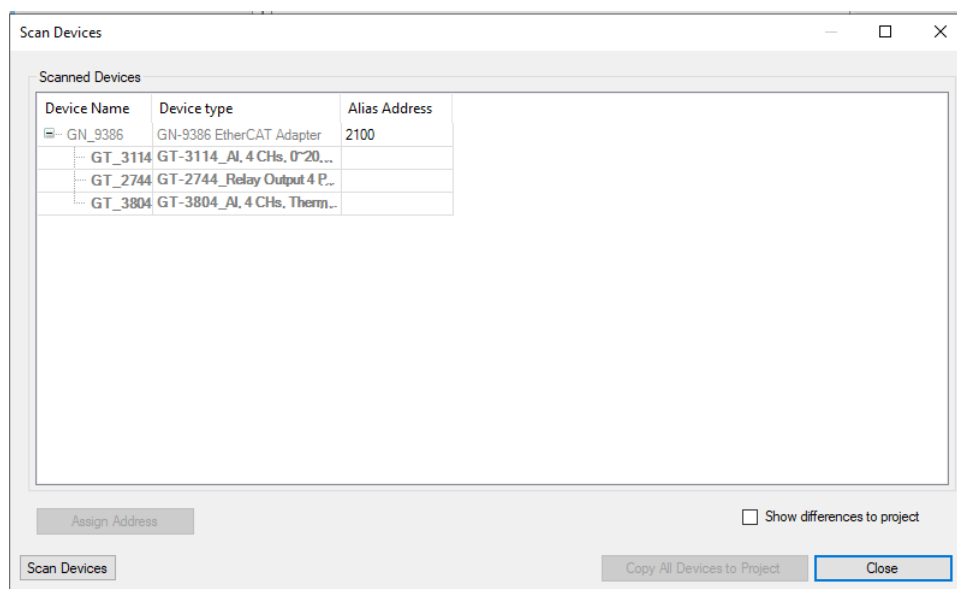 Scan Devices
Scanned Devices
Device Name Device type Alias Address
GN_9386 GN-9386 EtherCAT Adapter 2100
GT_3114 GT-3114_AI, 4 CHs, 0~20,...
GT_2744 GT-2744_Relay Output 4 P...
GT_3804 GT-3804_AI, 4 CHs, Therm...
Assign Address
Show differences to project
Scan Devices
Copy All Devices to Project
Close